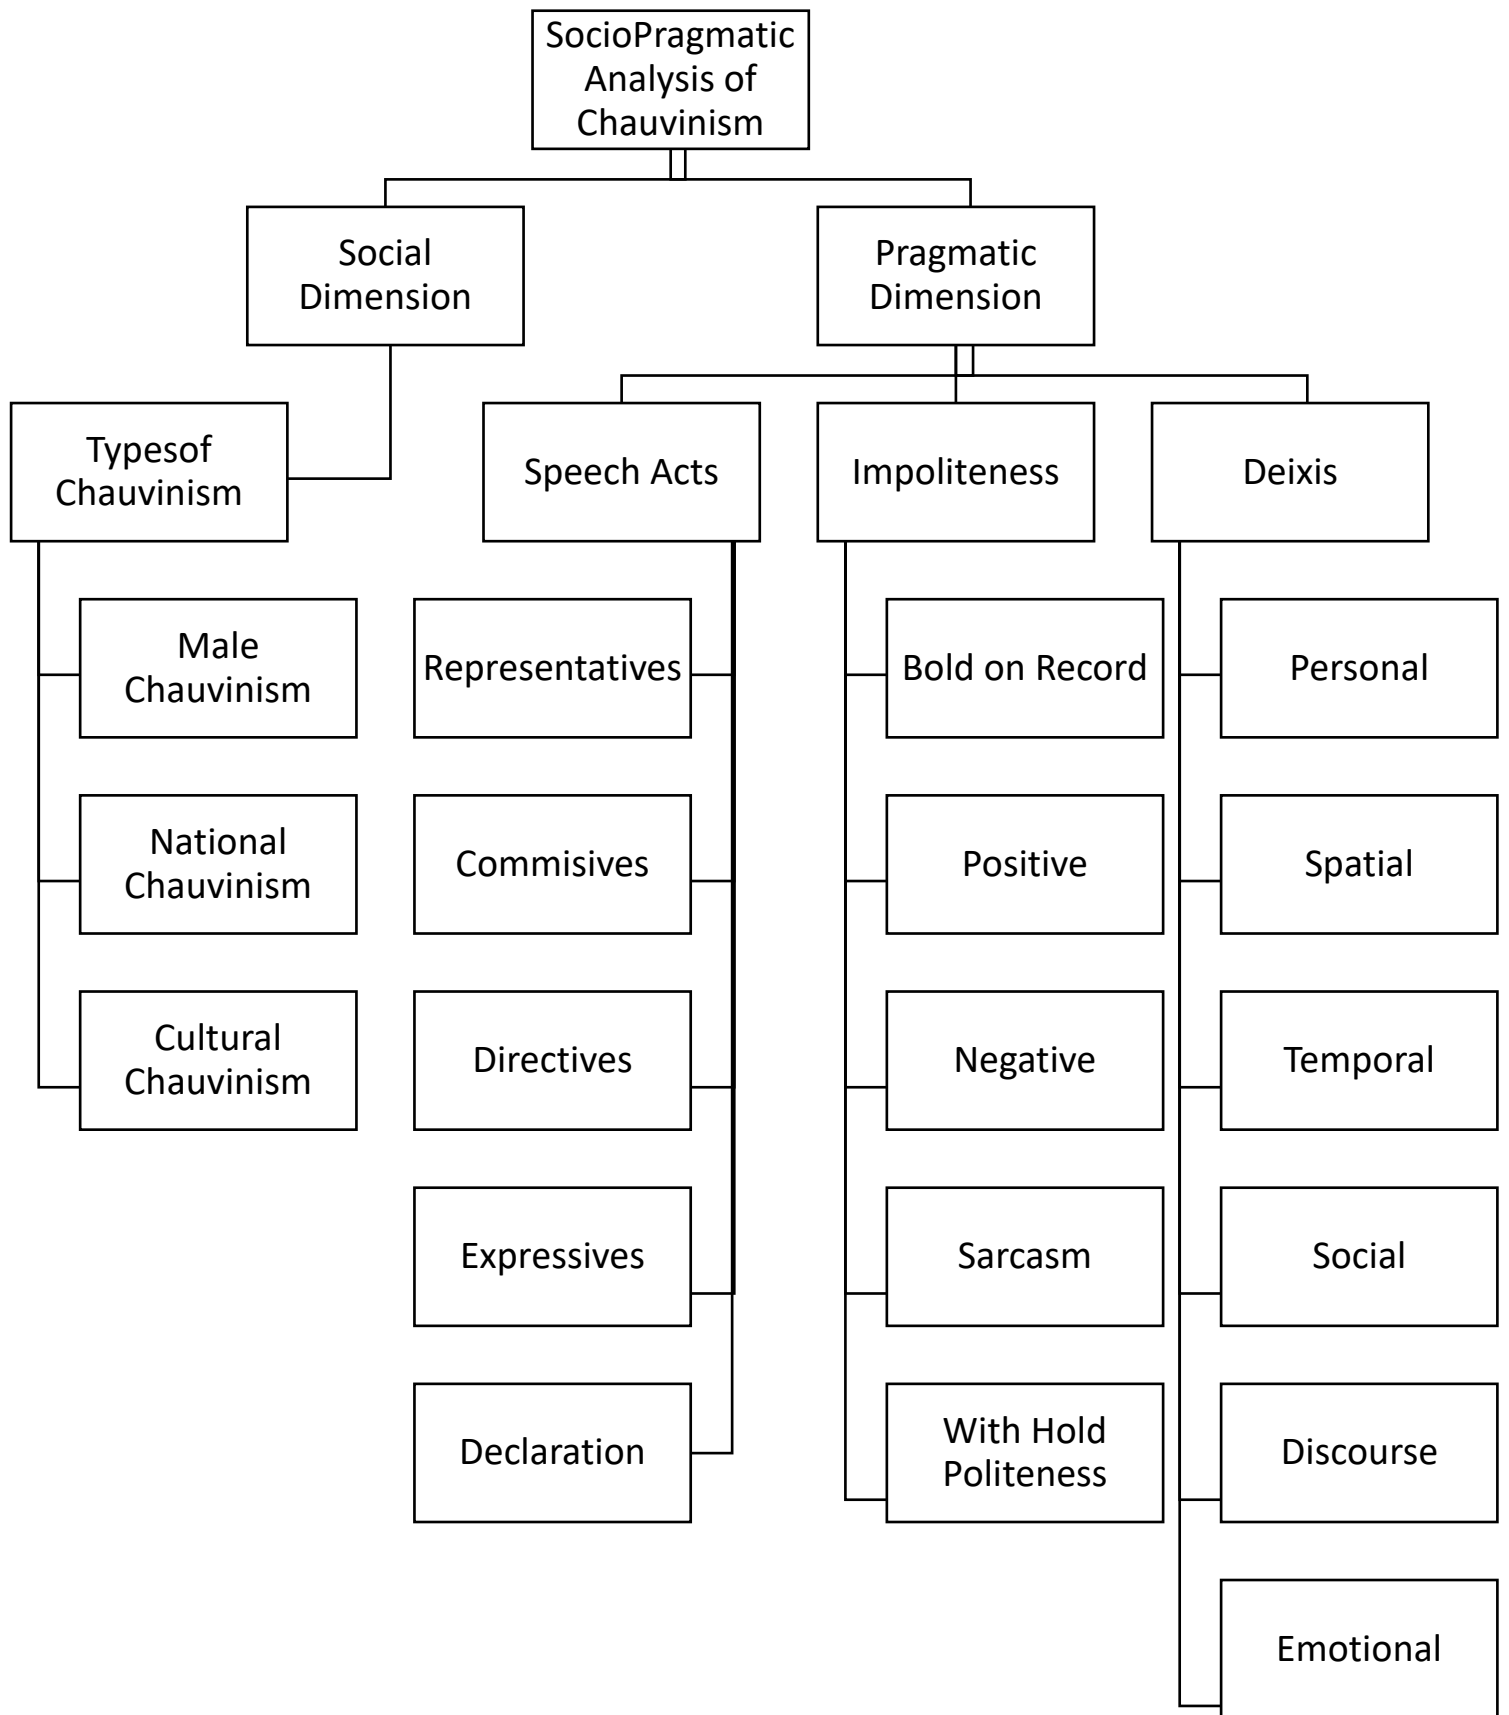 SocioPragmatic
Analysis of
Chauvinism
Social
Dimension
Pragmatic
Dimension
Typesof
Chauvinism
Speech Acts
Impoliteness
Deixis
Male
Chauvinism
Representatives
Bold on Record
Personal
National
Chauvinism
Commisives
Positive
Spatial
Cultural
Chauvinism
Directives
Negative
Temporal
Expressives
Sarcasm
Social
Declaration
With Hold
Politeness
Discourse
Emotional